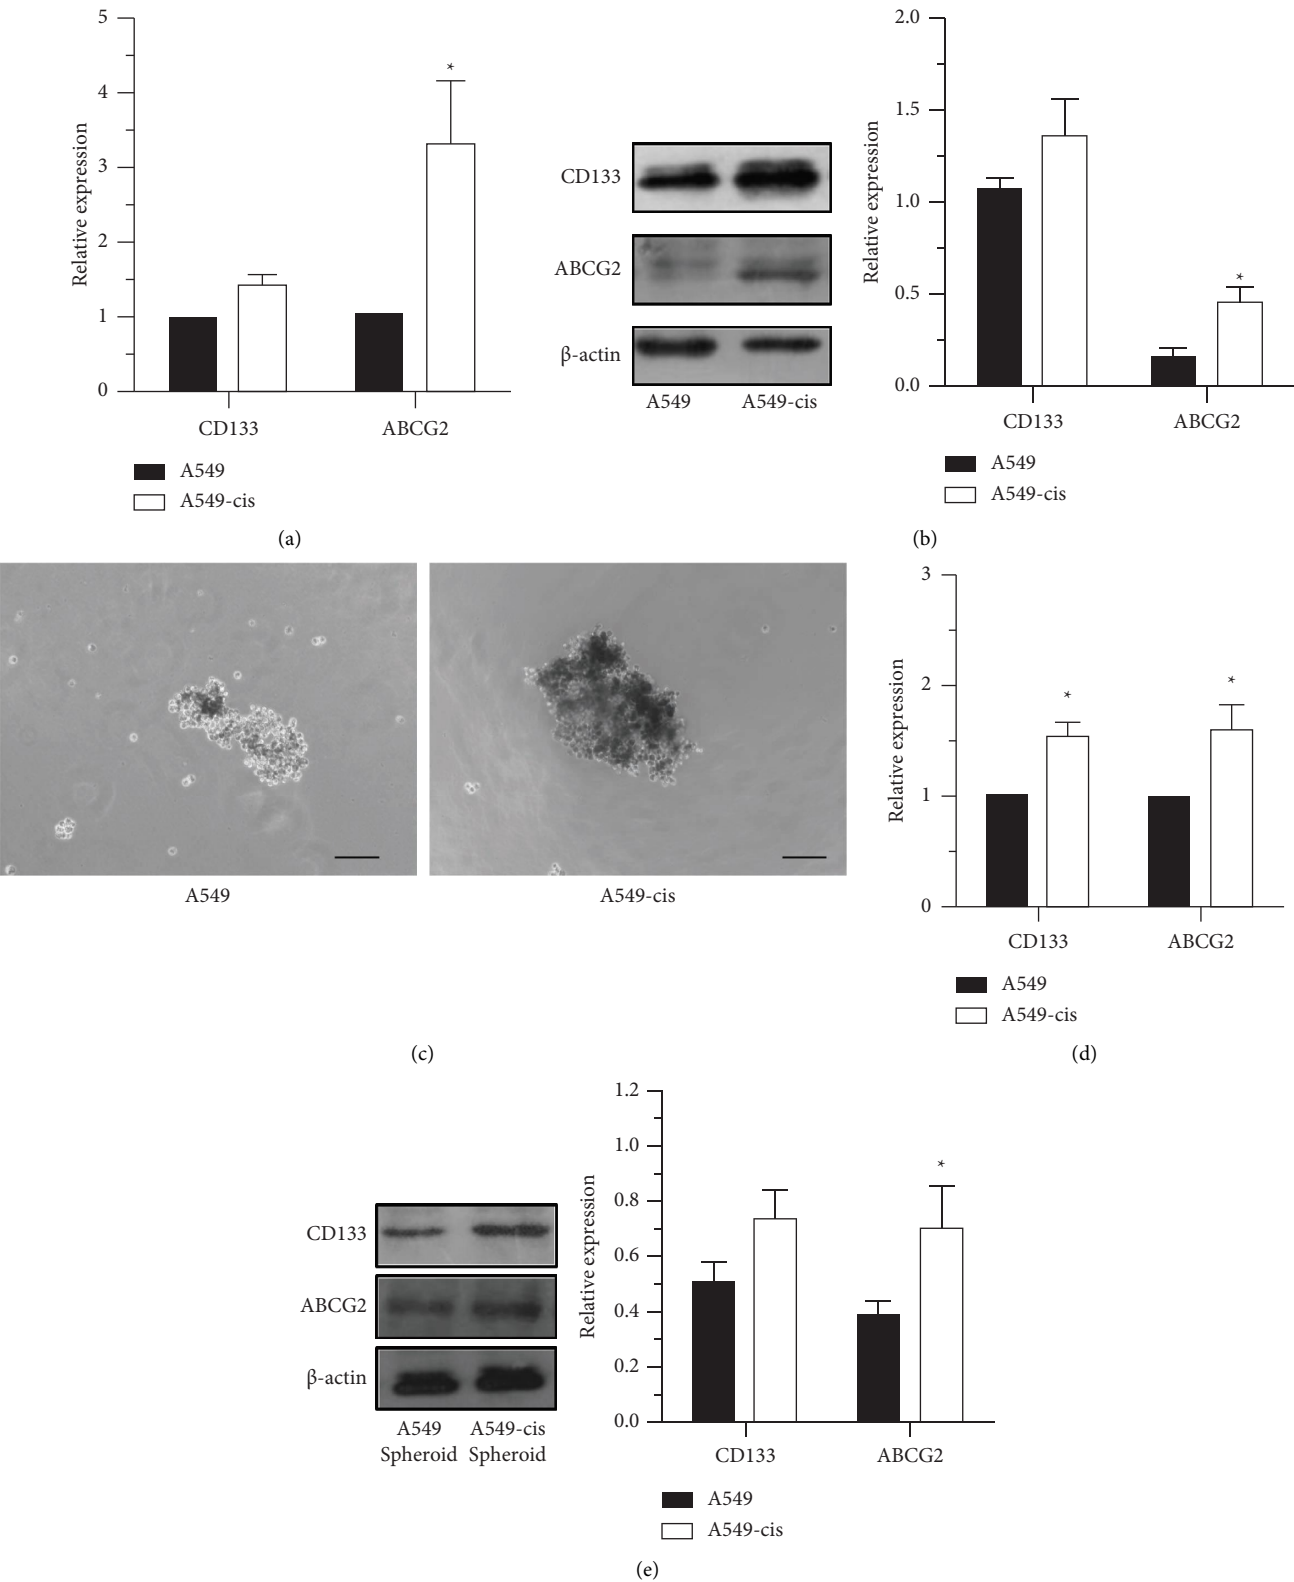 5
4
3
2
1
0
Relative expression
*
CD133
ABCG2
A549
A549-cis
(a)
CD133
ABCG2
β-actin
A549
A549-cis
2.0
1.5
1.0
0.5
0.0
Relative expression
*
CD133
ABCG2
A549
A549-cis
(b)
A549
A549-cis
(c)
3
2
1
0
Relative expression
*
*
CD133
ABCG2
A549
A549-cis
(d)
CD133
ABCG2
β-actin
A549
Spheroid
A549-cis
Spheroid
1.2
1.0
0.8
0.6
0.4
0.2
0.0
Relative expression
*
CD133
ABCG2
A549
A549-cis
(e)